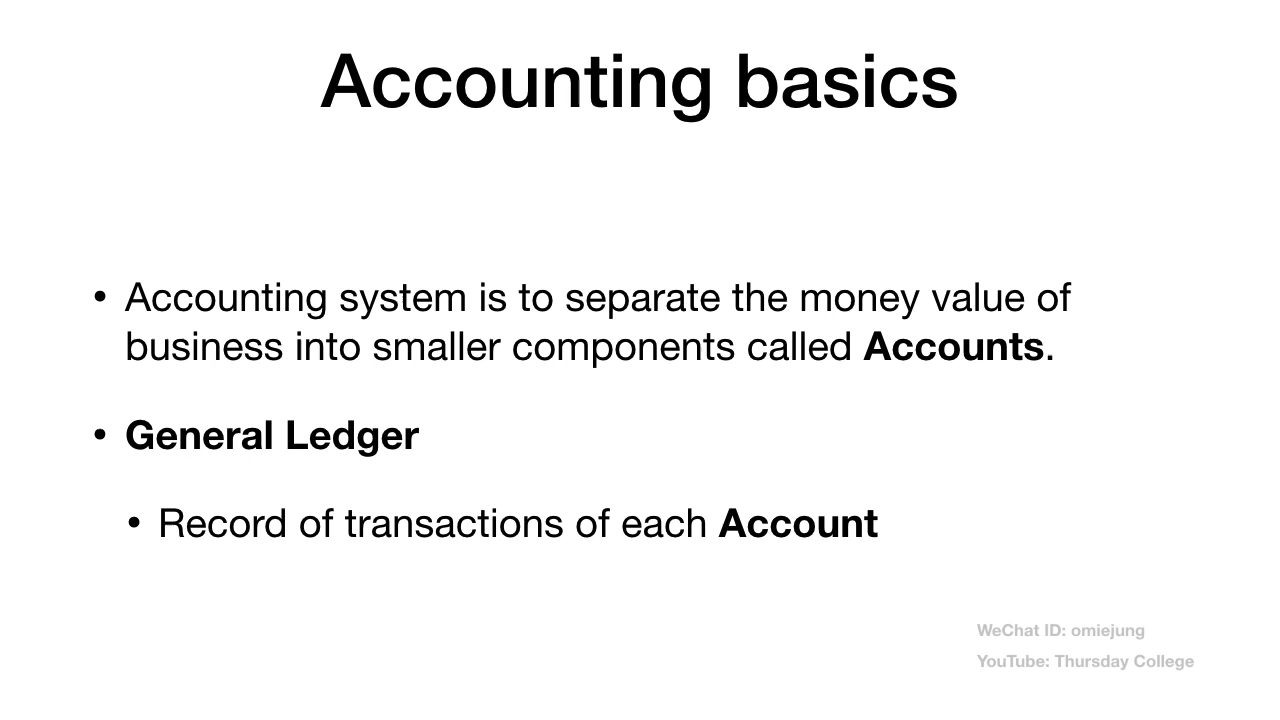 Accounting basics
• Accounting system is to separate the money value of
business into smaller components called Accounts.
• General Ledger
• Record of transactions of each Account
WeChat ID: omiejung
YouTube: Thursday College